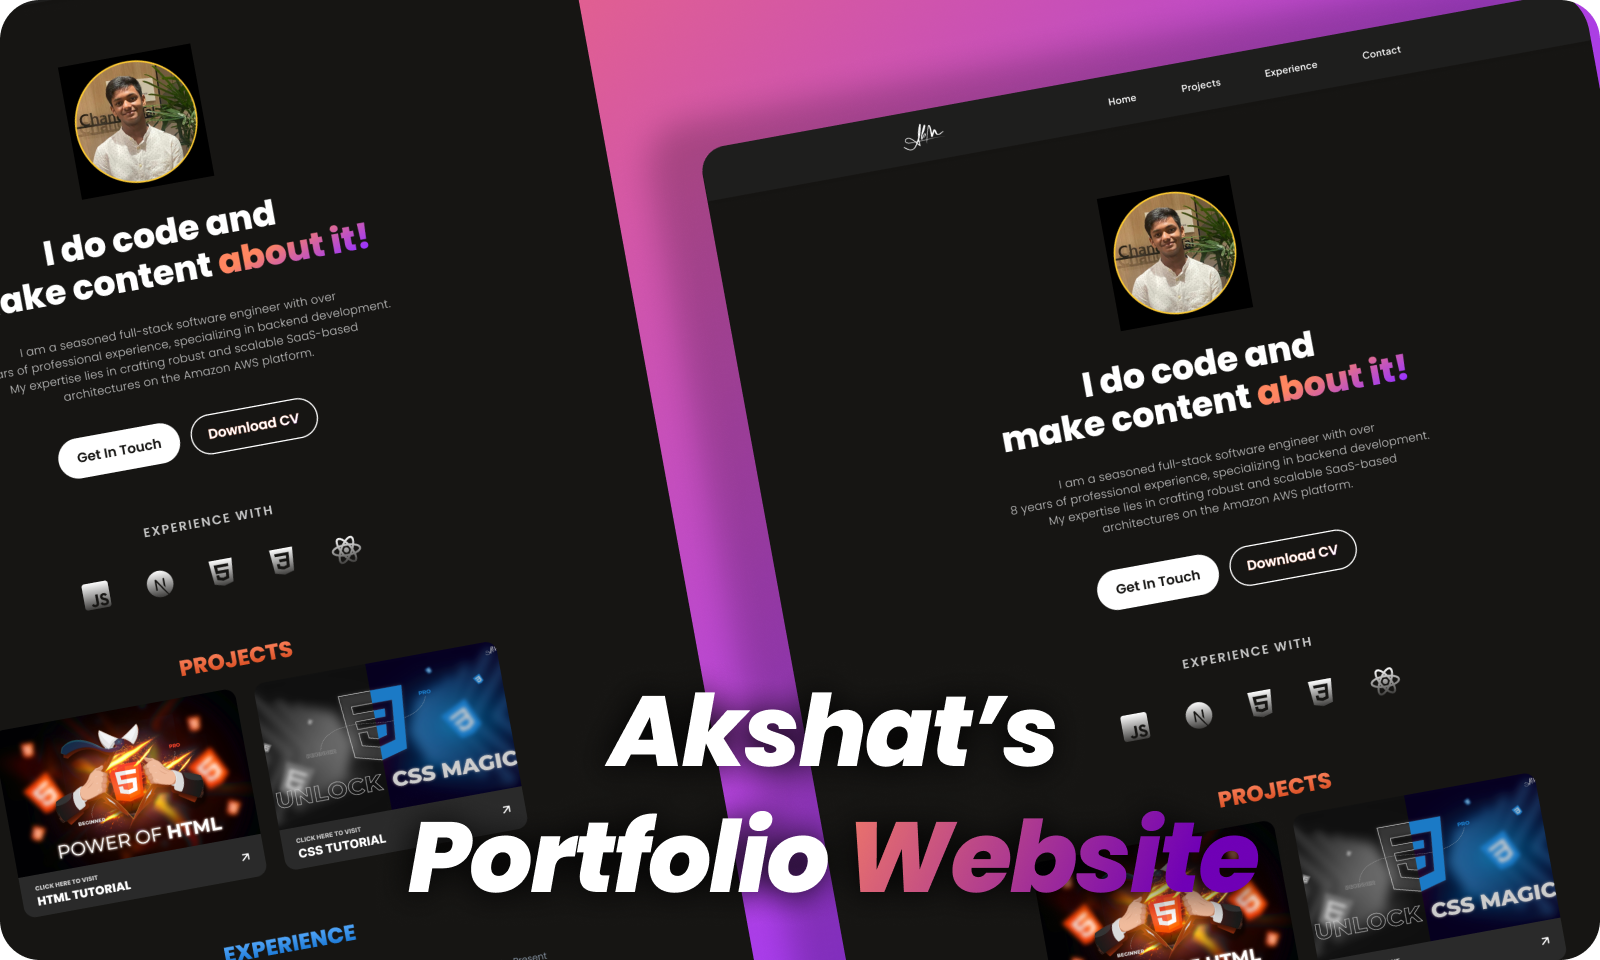 I do code and
ake content about it!
I am a seasoned full-stack software engineer with over
rs of professional experience, specializing in backend development.
My expertise lies in crafting robust and scalable SaaS-based
architectures on the Amazon AWS platform.
Get In Touch
Download CV
EXPERIENCE WITH
JS
N
5
3
PROJECTS
5
PRO
BEGINNER
POWER OF HTML
CLICK HERE TO VISIT
HTML TUTORIAL
PRO
UNLOCK CSS MAGIC
CLICK HERE TO VISIT
CSS TUTORIAL
EXPERIENCE
Present
Home
Projects
Experience
Contact
I do code and
make content about it!
I am a seasoned full-stack software engineer with over
8 years of professional experience, specializing in backend development.
My expertise lies in crafting robust and scalable SaaS-based
architectures on the Amazon AWS platform.
Get In Touch
Download CV
EXPERIENCE WITH
JS
N
5
3
PROJECTS
5
BEGINNER
HTML
PRO
UNLOCK CSS MAGIC
Akshat’s
Portfolio Website